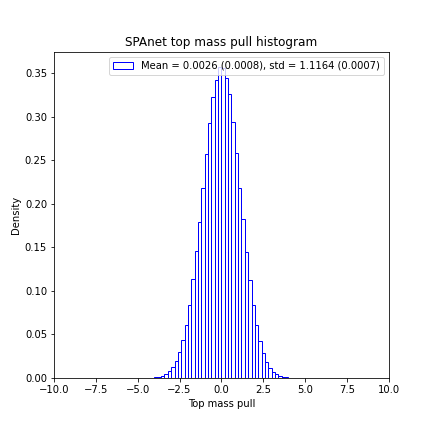 SPAnet top mass pull histogram
Mean = 0.0026 (0.0008), std = 1.1164 (0.0007)
0.35
0.30
0.25
0.20
0.15
0.10
0.05
0.00
Density
−10.0 −7.5 −5.0 −2.5 0.0 2.5 5.0 7.5 10.0
Top mass pull